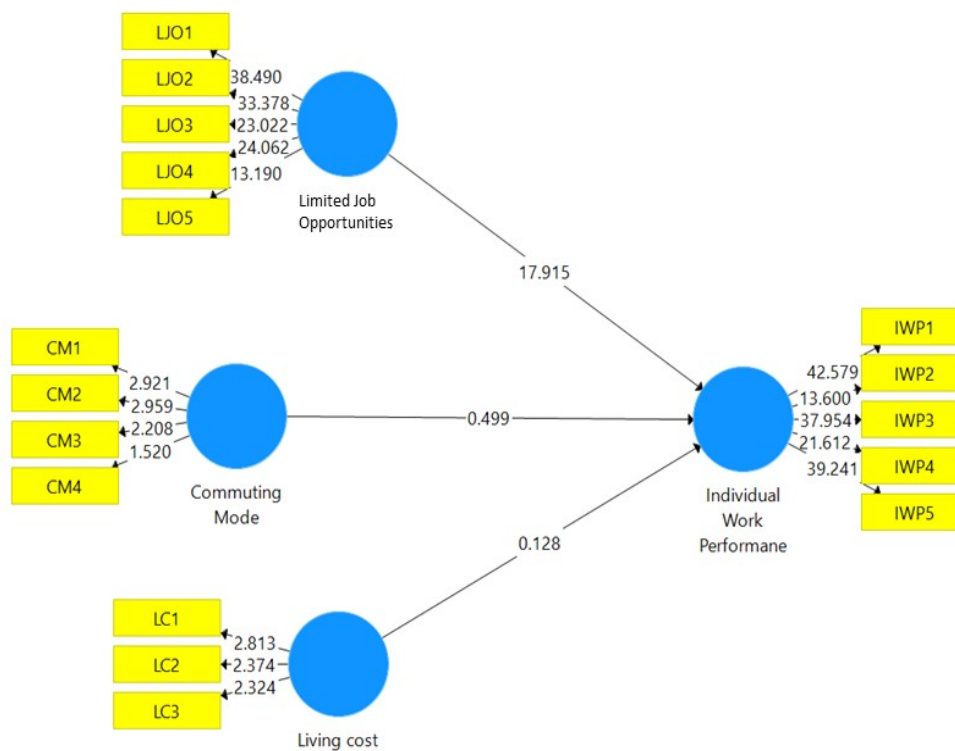 LJO1
LJO2
LJO3
LJO4
LJO5
38.490
33.378
23.022
24.062
13.190
Limited Job
Opportunities
17.915
CM1
CM2
CM3
CM4
2.921
2.959
2.208
1.520
Commuting
Mode
0.499
IWP1
IWP2
IWP3
IWP4
IWP5
42.579
13.600
37.954
21.612
39.241
Individual
Work
Performane
0.128
LC1
LC2
LC3
2.813
2.374
2.324
Living cost